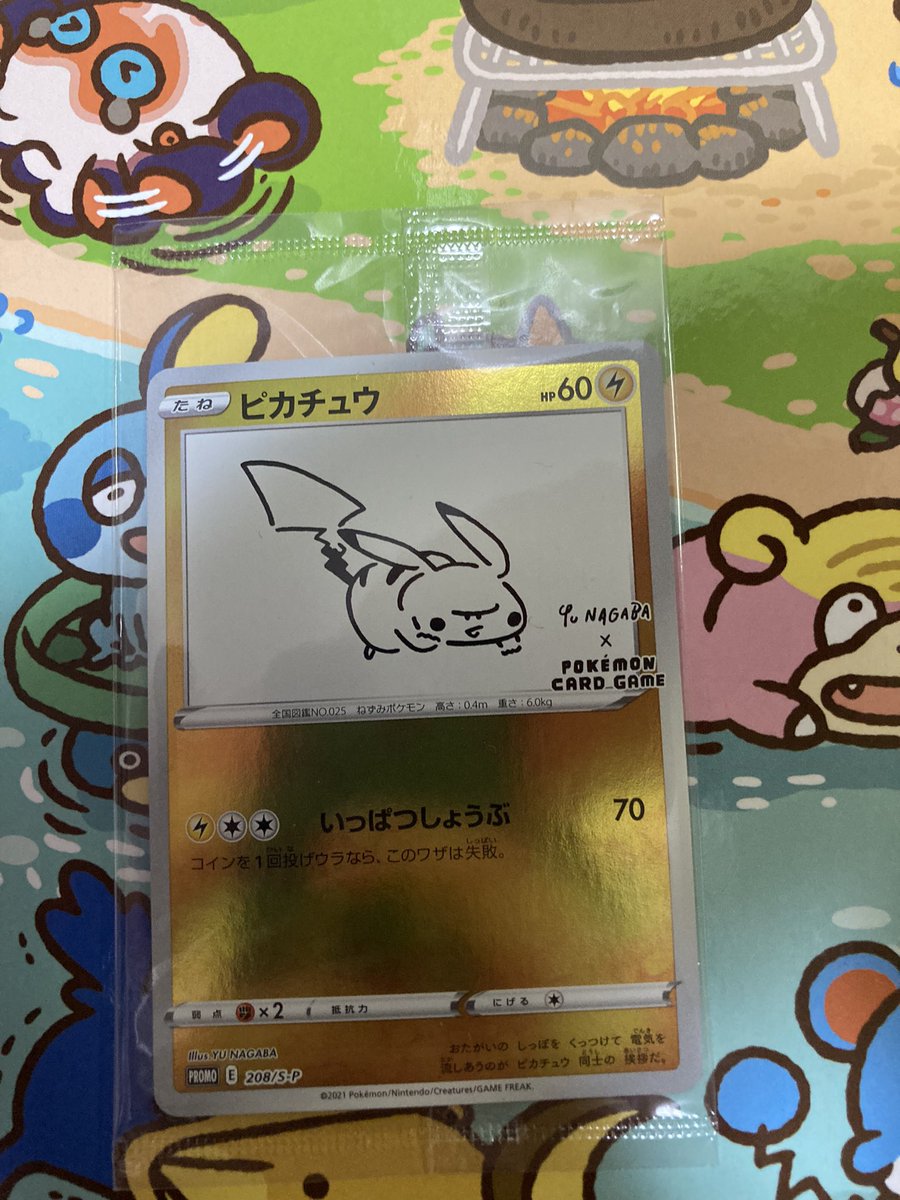 たね ピカチュウ HP60
Yu NAGABA
×
POKÉMON
CARD GAME
全国図鑑NO.025 ねずみポケモン 高さ:0.4m 重さ:6.0kg
いっぱつしょうぶ 70
コインを1回投げウラなら、このワザは失敗。
弱点 ×2 抵抗力 にげる
Illus. YU NAGABA
おたがいの しっぽを くっつけて 電気を
流しあうのが ピカチュウ 同士の 挨拶だ。
PROMO E 208/S-P
©2021 Pokémon/Nintendo/Creatures/GAME FREAK.